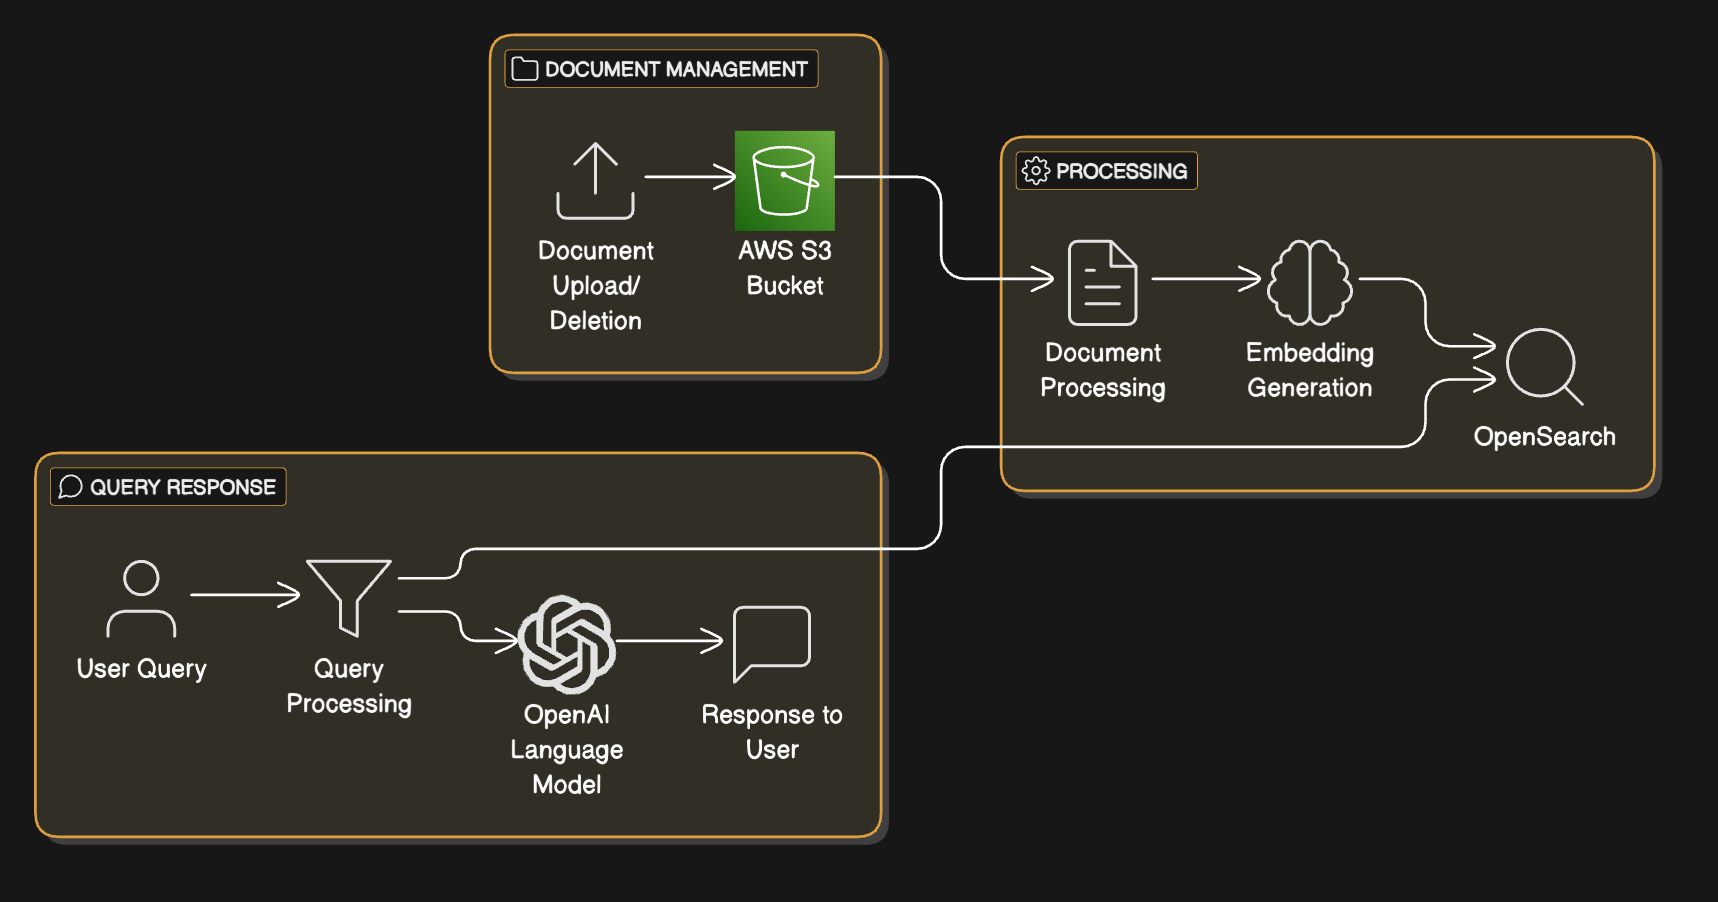 DOCUMENT MANAGEMENT
Document
Upload/
Deletion
AWS S3
Bucket
PROCESSING
Document
Processing
Embedding
Generation
OpenSearch
QUERY RESPONSE
User Query
Query
Processing
OpenAI
Language
Model
Response to
User